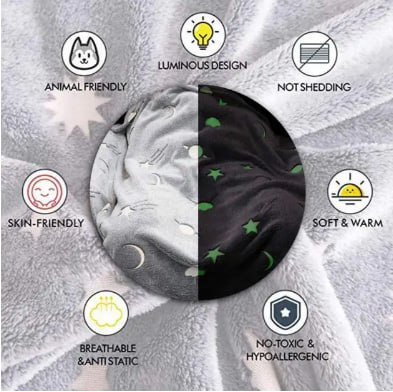 LUMINOUS DESIGN
ANIMAL FRIENDLY
NOT SHEDDING
SKIN-FRIENDLY
SOFT & WARM
BREATHABLE
&ANTI STATIC
NO-TOXIC &
HYPOALLERGENIC